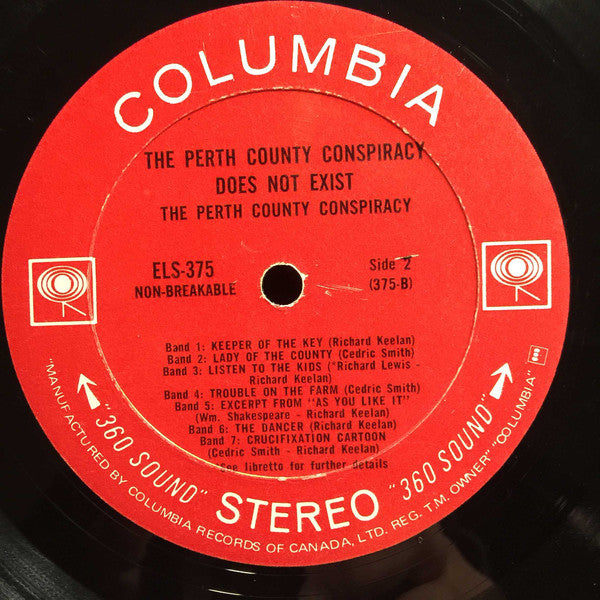 COLUMBIA
THE PERTH COUNTY CONSPIRACY
DOES NOT EXIST
THE PERTH COUNTY CONSPIRACY
ELS-375
NON-BREAKABLE
Side 2
(375-B)
Band 1: KEEPER OF THE KEY (Richard Keelan)
Band 2: LADY OF THE COUNTY (Cedric Smith)
Band 3: LISTEN TO THE KIDS (*Richard Lewis -
Richard Keelan)
Band 4: TROUBLE ON THE FARM (Cedric Smith)
Band 5: EXCERPT FROM "AS YOU LIKE IT"
(Wm. Shakespeare - Richard Keelan)
Band 6: THE DANCER (Richard Keelan)
Band 7: CRUCIFIXATION CARTOON
(Cedric Smith - Richard Keelan)
See libretto for further details
"360 SOUND" STEREO "360 SOUND"
"MANUFACTURED BY COLUMBIA RECORDS OF CANADA, LTD. REG. T.M. OWNER" "COLUMBIA"